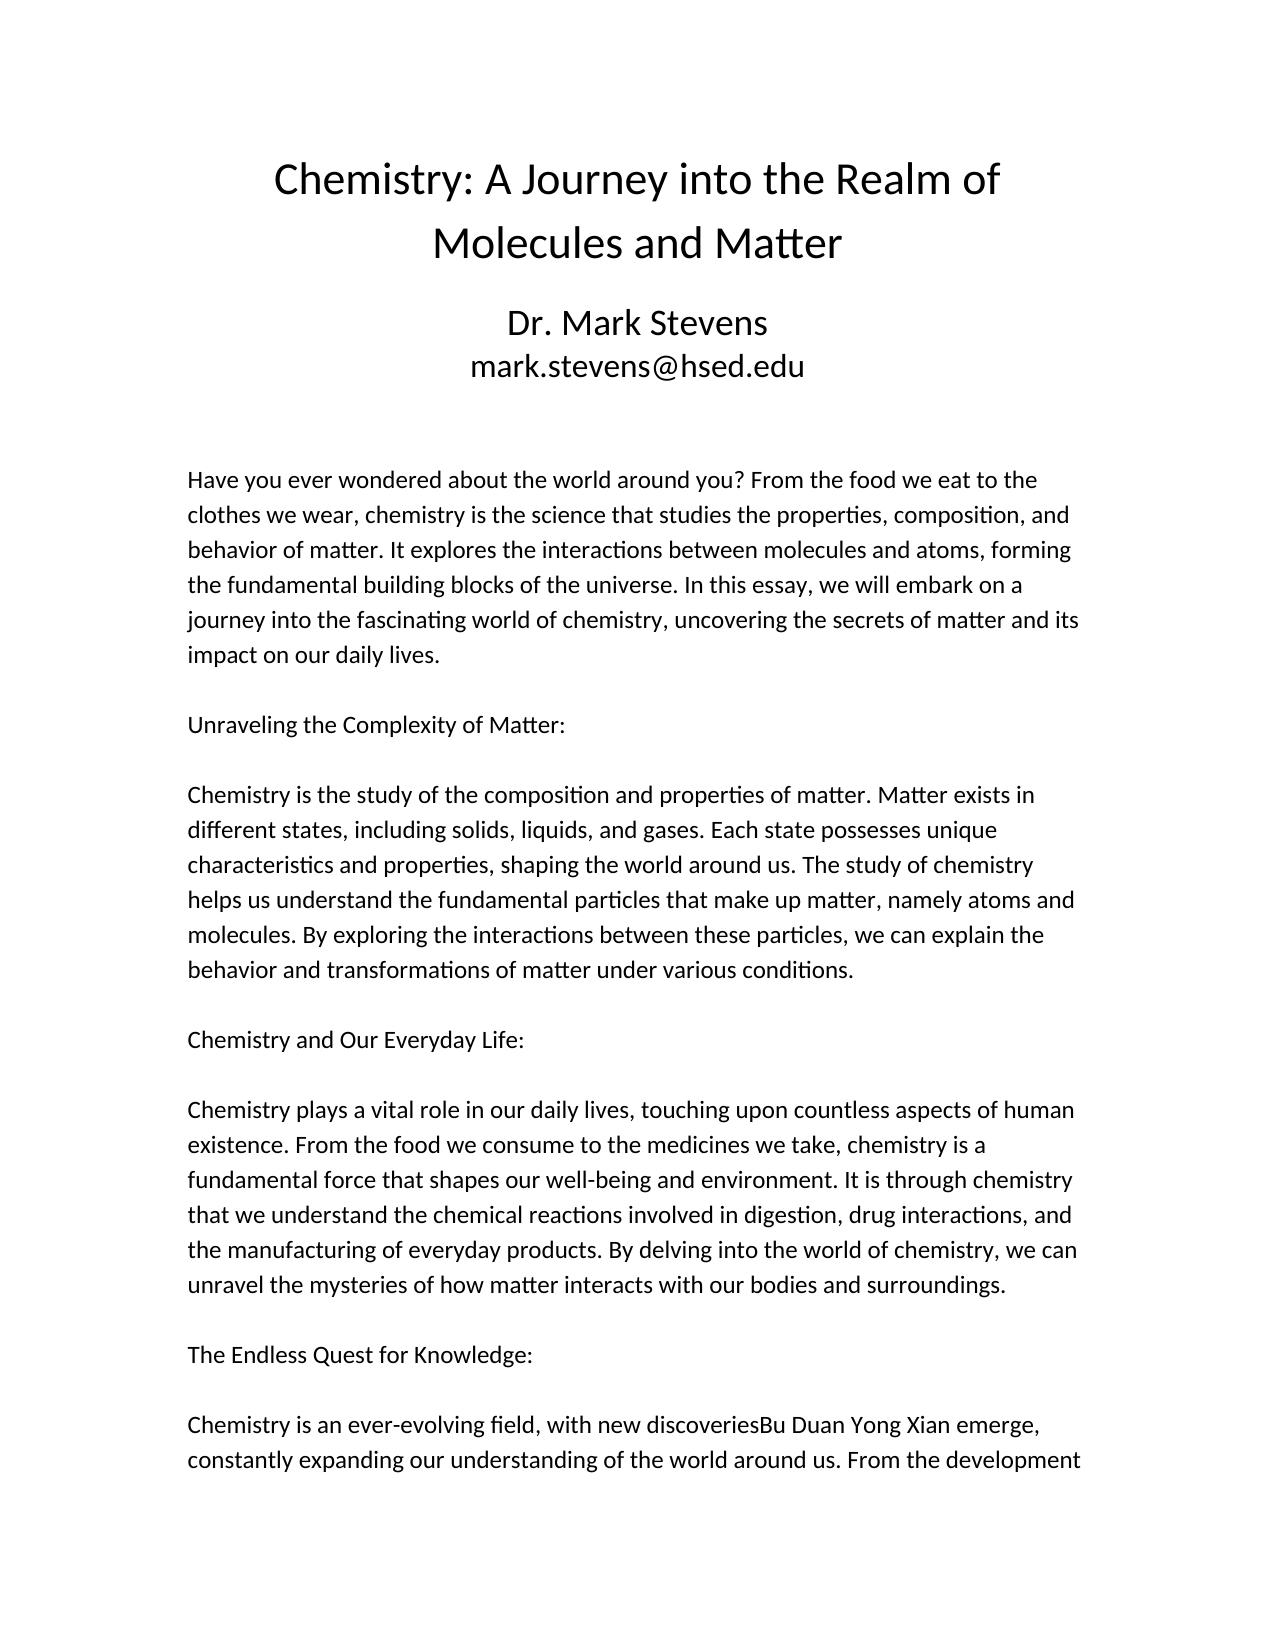 Chemistry: A Journey into the Realm of
Molecules and Matter
Dr. Mark Stevens
mark.stevens@hsed.edu
Have you ever wondered about the world around you? From the food we eat to the
clothes we wear, chemistry is the science that studies the properties, composition, and
behavior of matter. It explores the interactions between molecules and atoms, forming
the fundamental building blocks of the universe. In this essay, we will embark on a
journey into the fascinating world of chemistry, uncovering the secrets of matter and its
impact on our daily lives.
Unraveling the Complexity of Matter:
Chemistry is the study of the composition and properties of matter. Matter exists in
different states, including solids, liquids, and gases. Each state possesses unique
characteristics and properties, shaping the world around us. The study of chemistry
helps us understand the fundamental particles that make up matter, namely atoms and
molecules. By exploring the interactions between these particles, we can explain the
behavior and transformations of matter under various conditions.
Chemistry and Our Everyday Life:
Chemistry plays a vital role in our daily lives, touching upon countless aspects of human
existence. From the food we consume to the medicines we take, chemistry is a
fundamental force that shapes our well-being and environment. It is through chemistry
that we understand the chemical reactions involved in digestion, drug interactions, and
the manufacturing of everyday products. By delving into the world of chemistry, we can
unravel the mysteries of how matter interacts with our bodies and surroundings.
The Endless Quest for Knowledge:
Chemistry is an ever-evolving field, with new discoveriesBu Duan Yong Xian emerge,
constantly expanding our understanding of the world around us. From the development